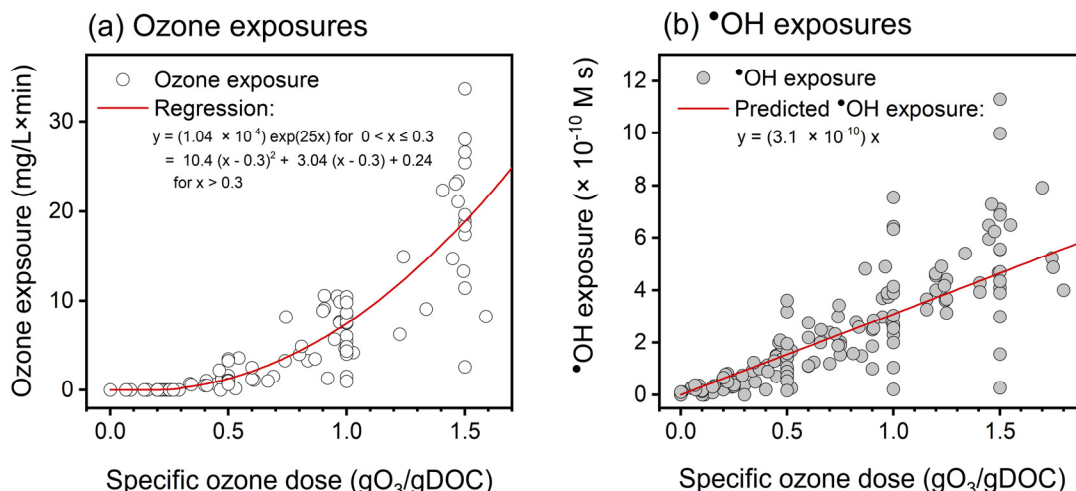 (a) Ozone exposures
Ozone expsoure (mg/L×min)
Ozone exposure
Regression:
y = (1.04 × 10⁴) exp(25x) for 0 < x ≤ 0.3
= 10.4 (x - 0.3)² + 3.04 (x - 0.3) + 0.24
for x > 0.3
30
20
10
0
0.0 0.5 1.0 1.5
Specific ozone dose (gO₃/gDOC)
(b) •OH exposures
•OH exposure (× 10⁻¹⁰ M s)
•OH exposure
Predicted •OH exposure:
y = (3.1 × 10¹⁰) x
12
10
8
6
4
2
0
0.0 0.5 1.0 1.5
Specific ozone dose (gO₃/gDOC)